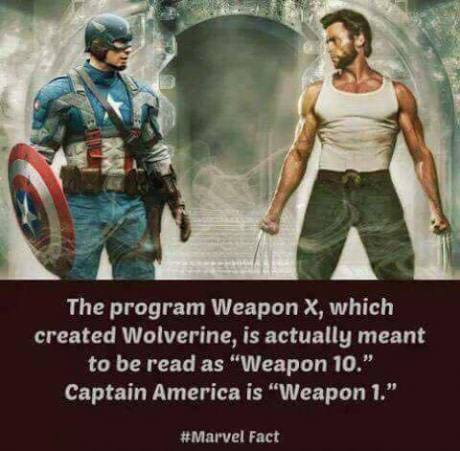 The program Weapon X, which
created Wolverine, is actually meant
to be read as “Weapon 10.”
Captain America is “Weapon 1.”
#Marvel Fact